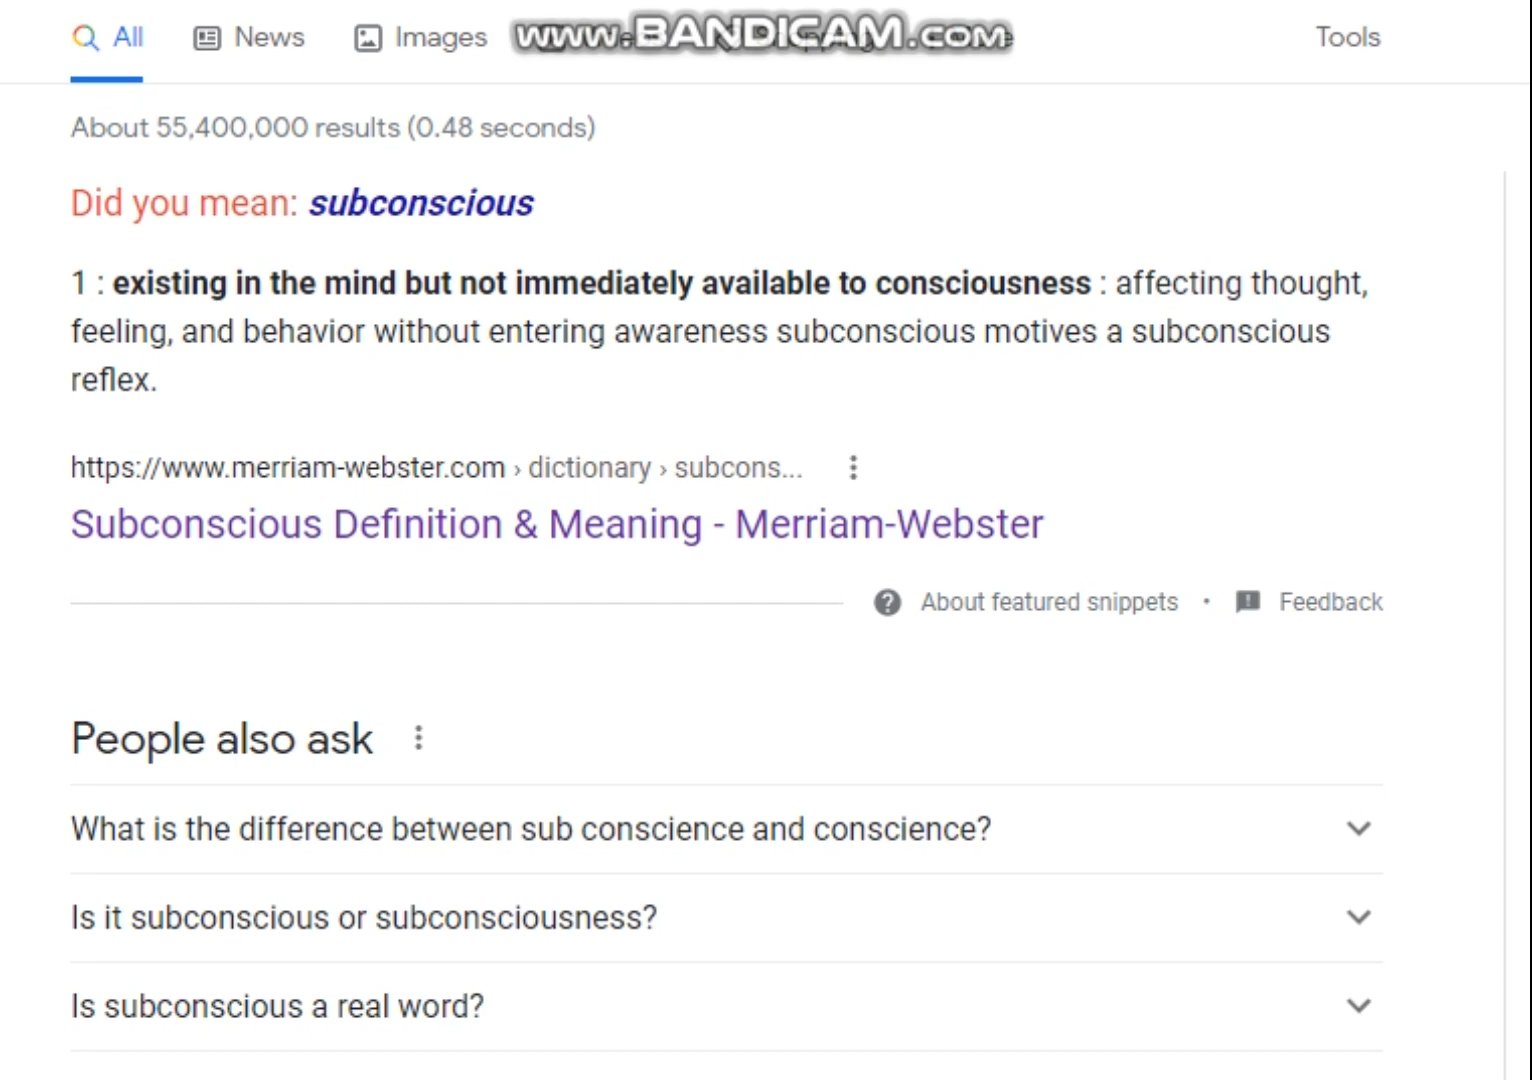 All News Images www.BANDICAM.com Tools
About 55,400,000 results (0.48 seconds)
Did you mean: subconscious
1 : existing in the mind but not immediately available to consciousness : affecting thought,
feeling, and behavior without entering awareness subconscious motives a subconscious
reflex.
https://www.merriam-webster.com › dictionary › subcons...
Subconscious Definition & Meaning - Merriam-Webster
About featured snippets • Feedback
People also ask
What is the difference between sub conscience and conscience?
Is it subconscious or subconsciousness?
Is subconscious a real word?